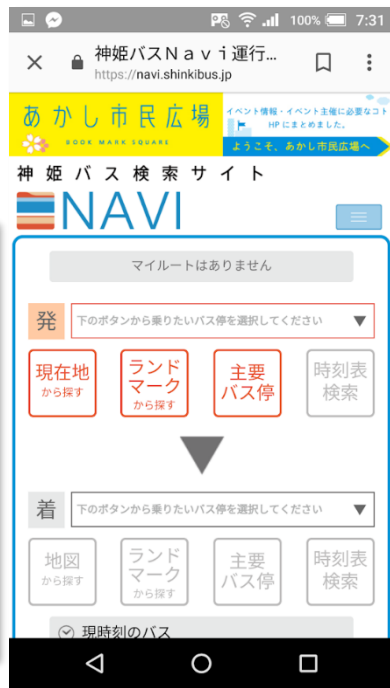 100% 7:31
神姫バスNavi運行...
https://navi.shinkibus.jp
あかし市民広場
BOOK MARK SQUARE
イベント情報・イベント主催に必要なコト
HPにまとめました。
ようこそ、あかし市民広場へ
神姫バス検索サイト
NAVI
マイルートはありません
発
下のボタンから乗りたいバス停を選択してください ▼
現在地
から探す
ランド
マーク
から探す
主要
バス停
時刻表
検索
着
下のボタンから乗りたいバス停を選択してください ▼
地図
から探す
ランド
マーク
から探す
主要
バス停
時刻表
検索
現時刻のバス